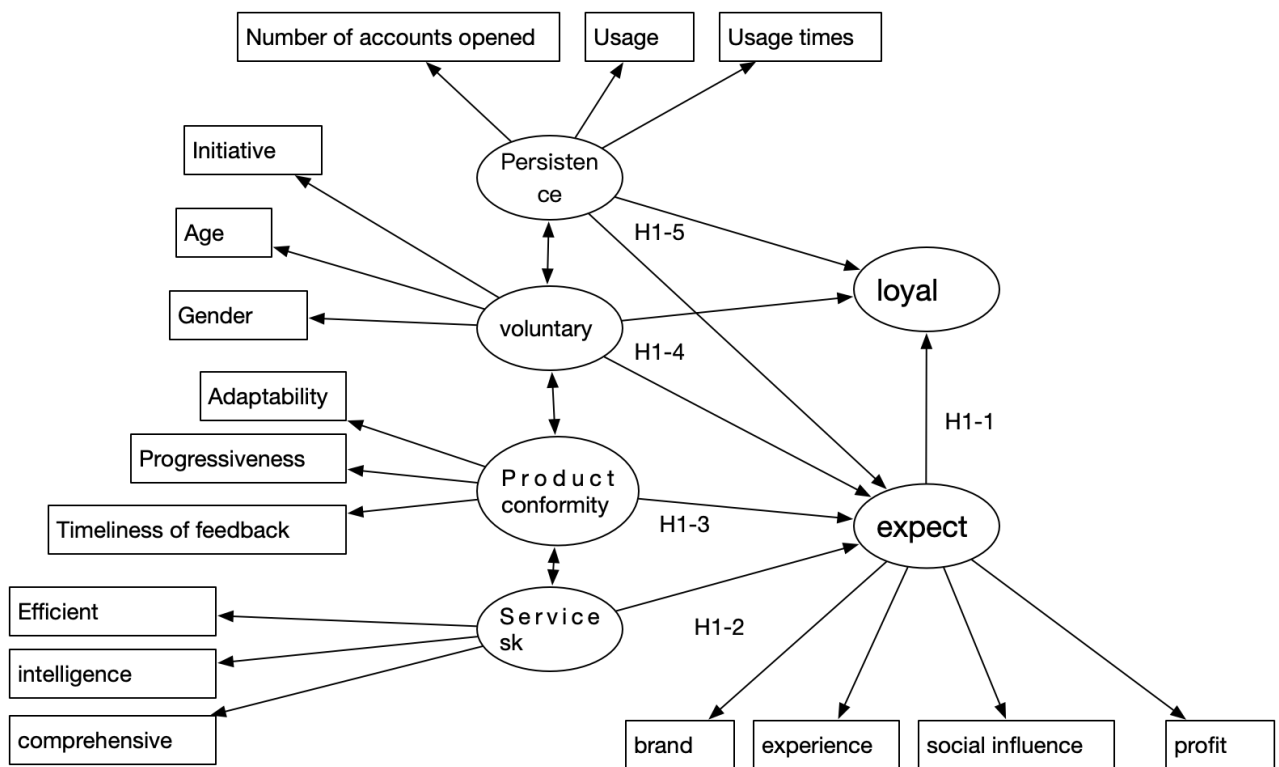 Number of accounts opened
Usage
Usage times
Initiative
Persisten
ce
Age
H1-5
loyal
Gender
voluntary
H1-4
Adaptability
H1-1
Progressiveness
Product
conformity
Timeliness of feedback
H1-3
expect
Efficient
Service
sk
H1-2
intelligence
comprehensive
brand
experience
social influence
profit